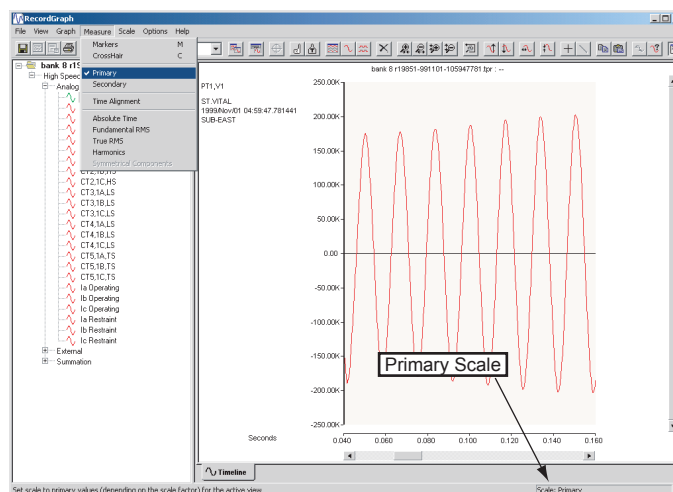 RecordGraph
File View Graph Measure Scale Options Help
Markers M
CrossHair C
Primary
Secondary
Time Alignment
Absolute Time
Fundamental RMS
True RMS
Harmonics
Symmetrical Components
bank 8 r19
High Speed
Analog
CT2,1B,HS
CT2,1C,HS
CT3,1A,LS
CT3,1B,LS
CT3,1C,LS
CT4,1A,LS
CT4,1B,LS
CT4,1C,LS
CT5,1A,TS
CT5,1B,TS
CT5,1C,TS
Ia Operating
Ib Operating
Ic Operating
Ia Restraint
Ib Restraint
Ic Restraint
External
Summation
bank 8 r19851-991101-105947781.fpr : --
PT1,V1
ST.VITAL
1999/Nov/01 04:59:47.781441
SUB-EAST
250.00K
200.00K
150.00K
100.00K
50.00K
0.00
-50.00K
-100.00K
-150.00K
-200.00K
-250.00K
Primary Scale
Seconds
0.040 0.060 0.080 0.100 0.120 0.140 0.160
Timeline
Set scale to primary values (depending on the scale factor) for the active view.
Scale: Primary